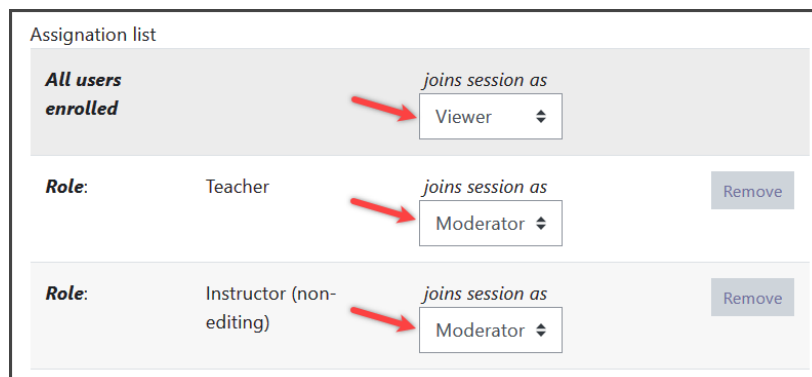 Assignation list
All users enrolled
joins session as
Viewer
Role:
Teacher
joins session as
Moderator
Remove
Role:
Instructor (non-
editing)
joins session as
Moderator
Remove